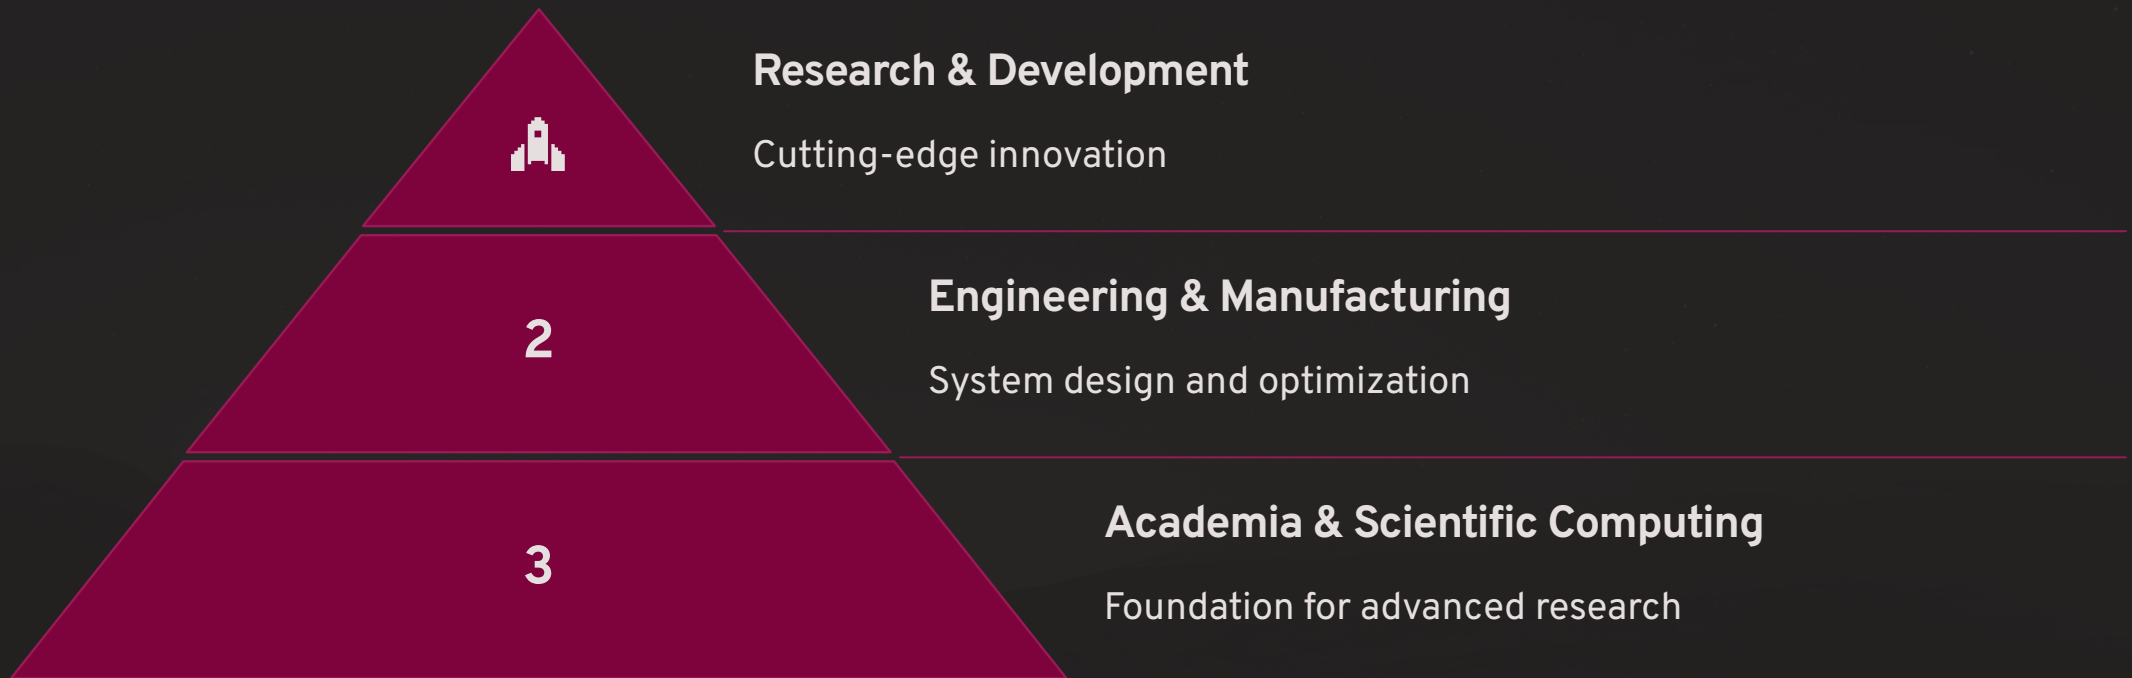 Research & Development
Cutting-edge innovation
2
Engineering & Manufacturing
System design and optimization
3
Academia & Scientific Computing
Foundation for advanced research